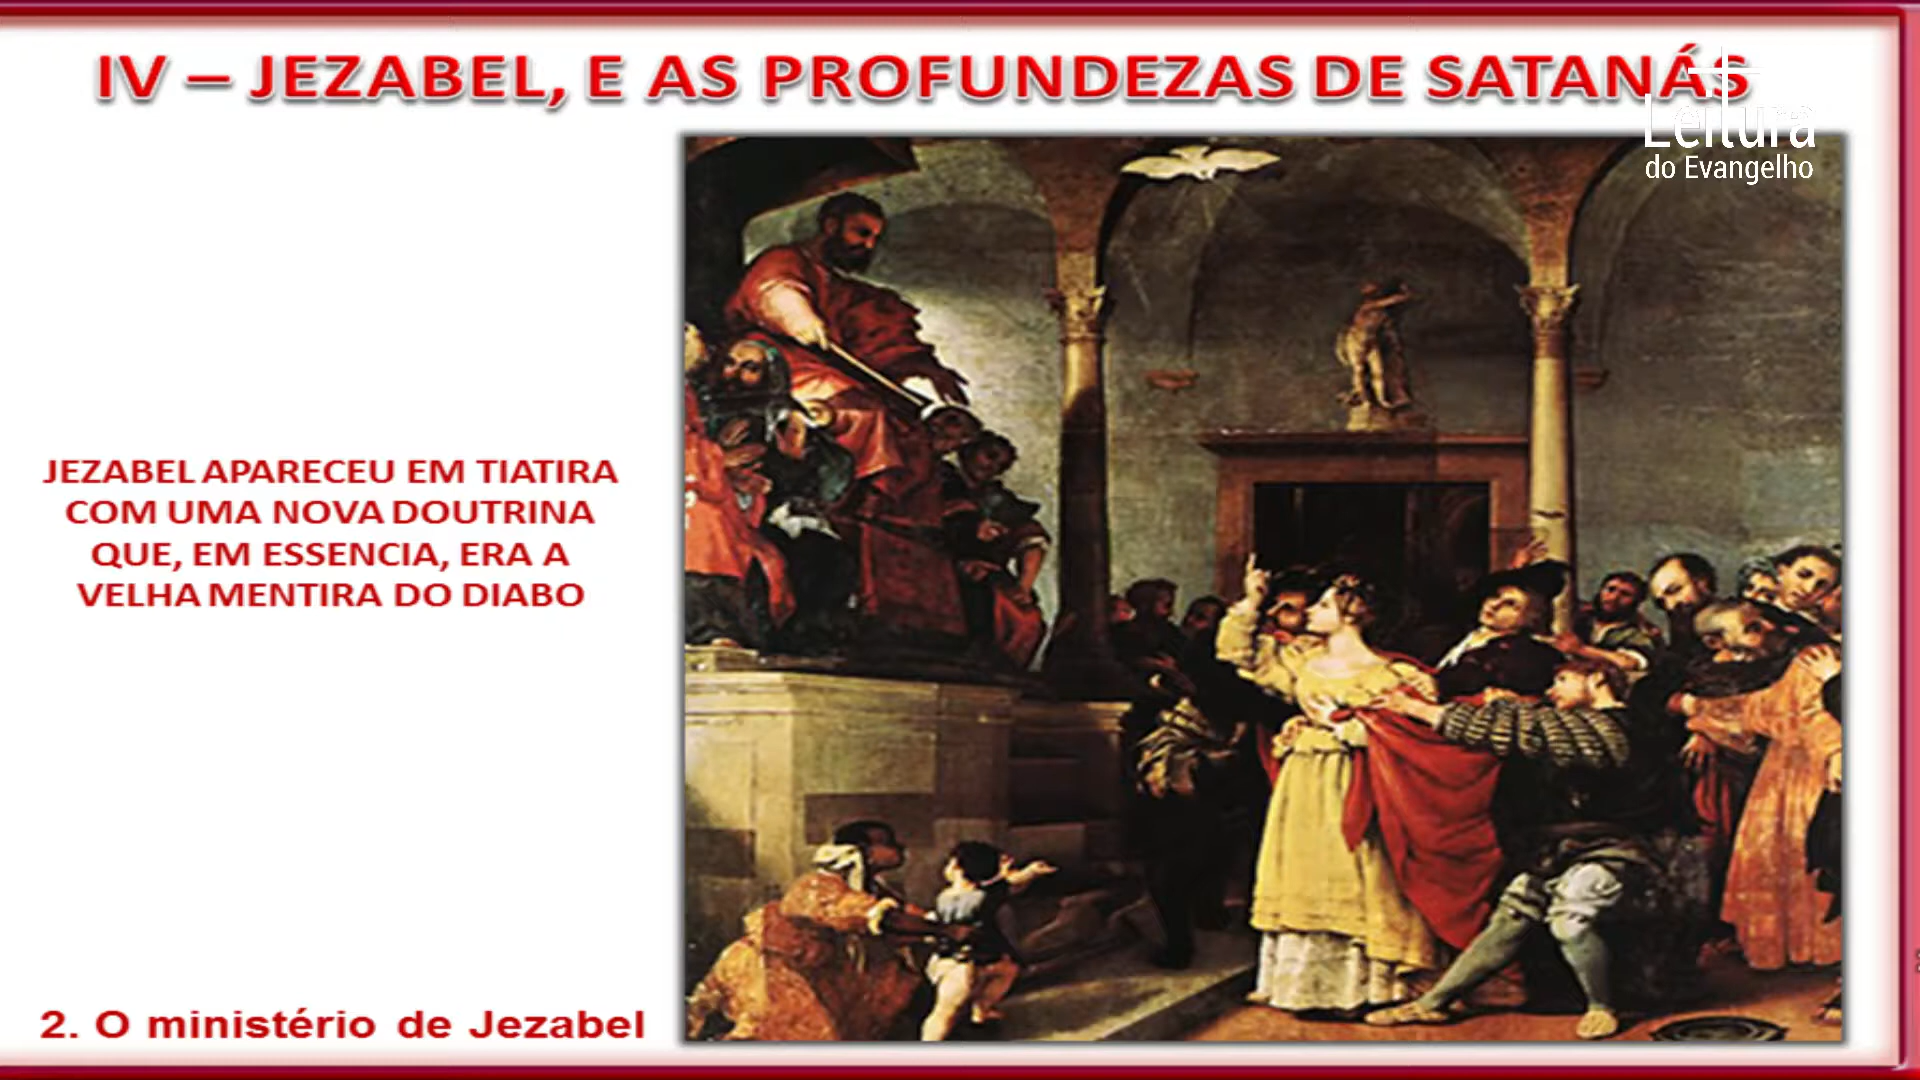 IV – JEZABEL, E AS PROFUNDEZAS DE SATANÁS
Leitura
do Evangelho
JEZABEL APARECEU EM TIATIRA
COM UMA NOVA DOUTRINA
QUE, EM ESSENCIA, ERA A
VELHA MENTIRA DO DIABO
2. O ministério de Jezabel